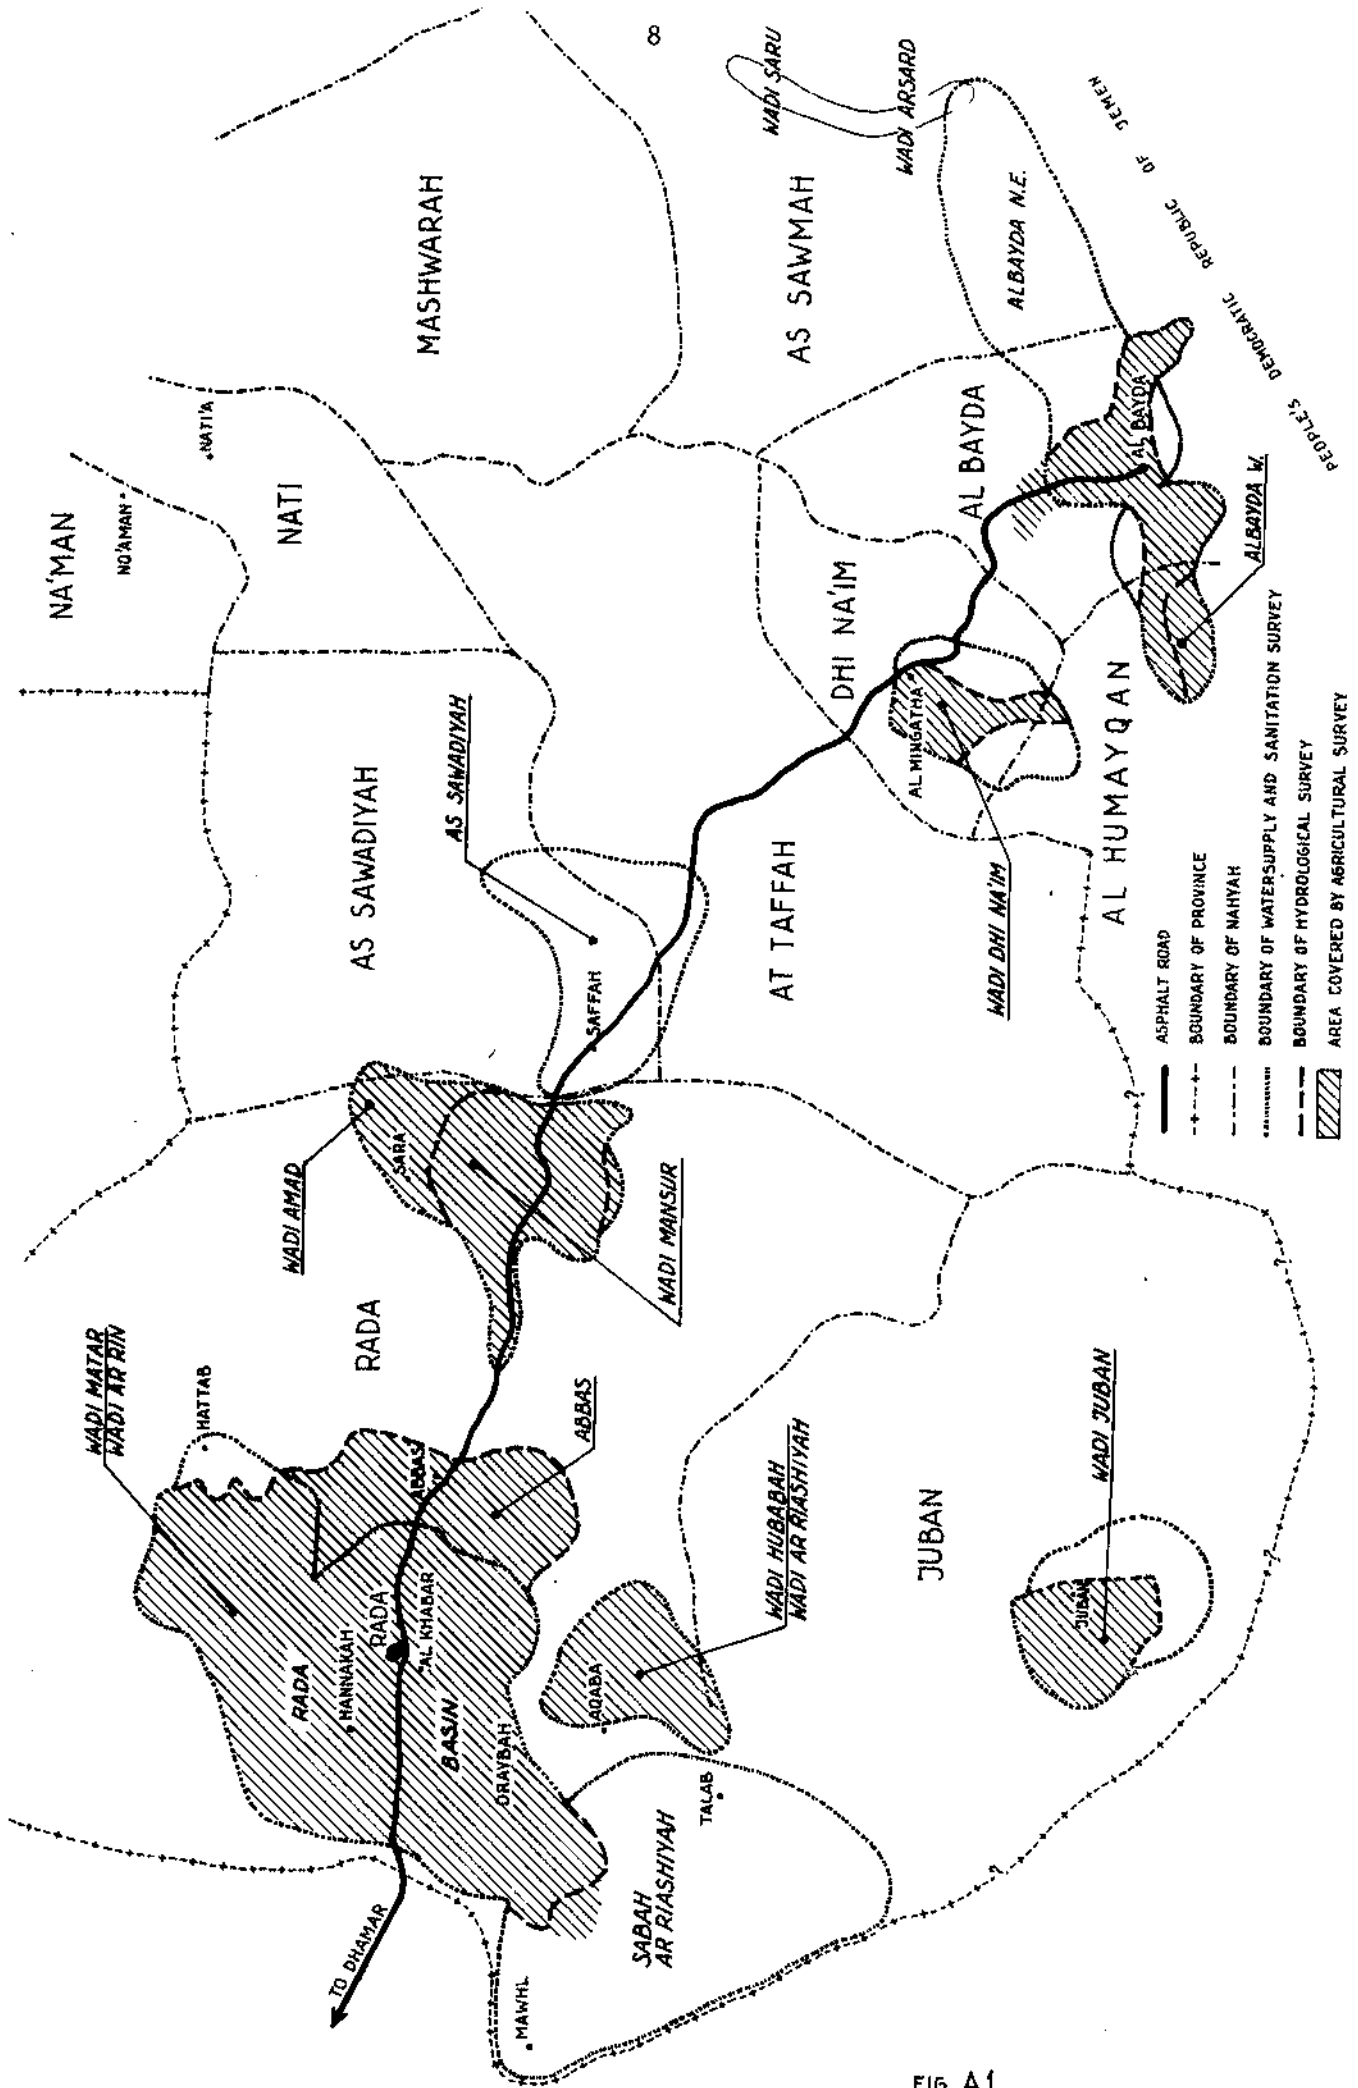 8
WADI SARU
WADI ARSARD
MASHWARAH
AS SAWMAH
ALBAYDA N.E.
PEOPLE'S DEMOCRATIC REPUBLIC OF JEMEN
NA'MAN
NO'AMAN
NATI'A
NATI
AL BAYDA
AL BAYDA
ALBAYDA W.
DHI NA'IM
AL MINGATHA
WADI DHI NA'IM
AL HUMAYQAN
AS SAWADIYAH
AS SAWADIYAH
SAFFAH
AT TAFFAH
WADI AMAD
SARA
WADI MANSUR
RADA
WADI MATAR
WADI AR RIN
HATTAB
ABBAS
ABBAS
RADA
HANNAKAH
RADA
AL KHABAR
BASIN
ORAYBAH
WADI HUBABAH
WADI AR RIASHIYAH
AQABA
TALAB
JUBAN
WADI JUBAN
JUBAN
SABAH
AR RIASHIYAH
MAWHL
TO DHAMAR
?
?
?
?
ASPHALT ROAD
BOUNDARY OF PROVINCE
BOUNDARY OF NAHYAH
BOUNDARY OF WATERSUPPLY AND SANITATION SURVEY
BOUNDARY OF HYDROLOGICAL SURVEY
AREA COVERED BY AGRICULTURAL SURVEY
FIG. A1